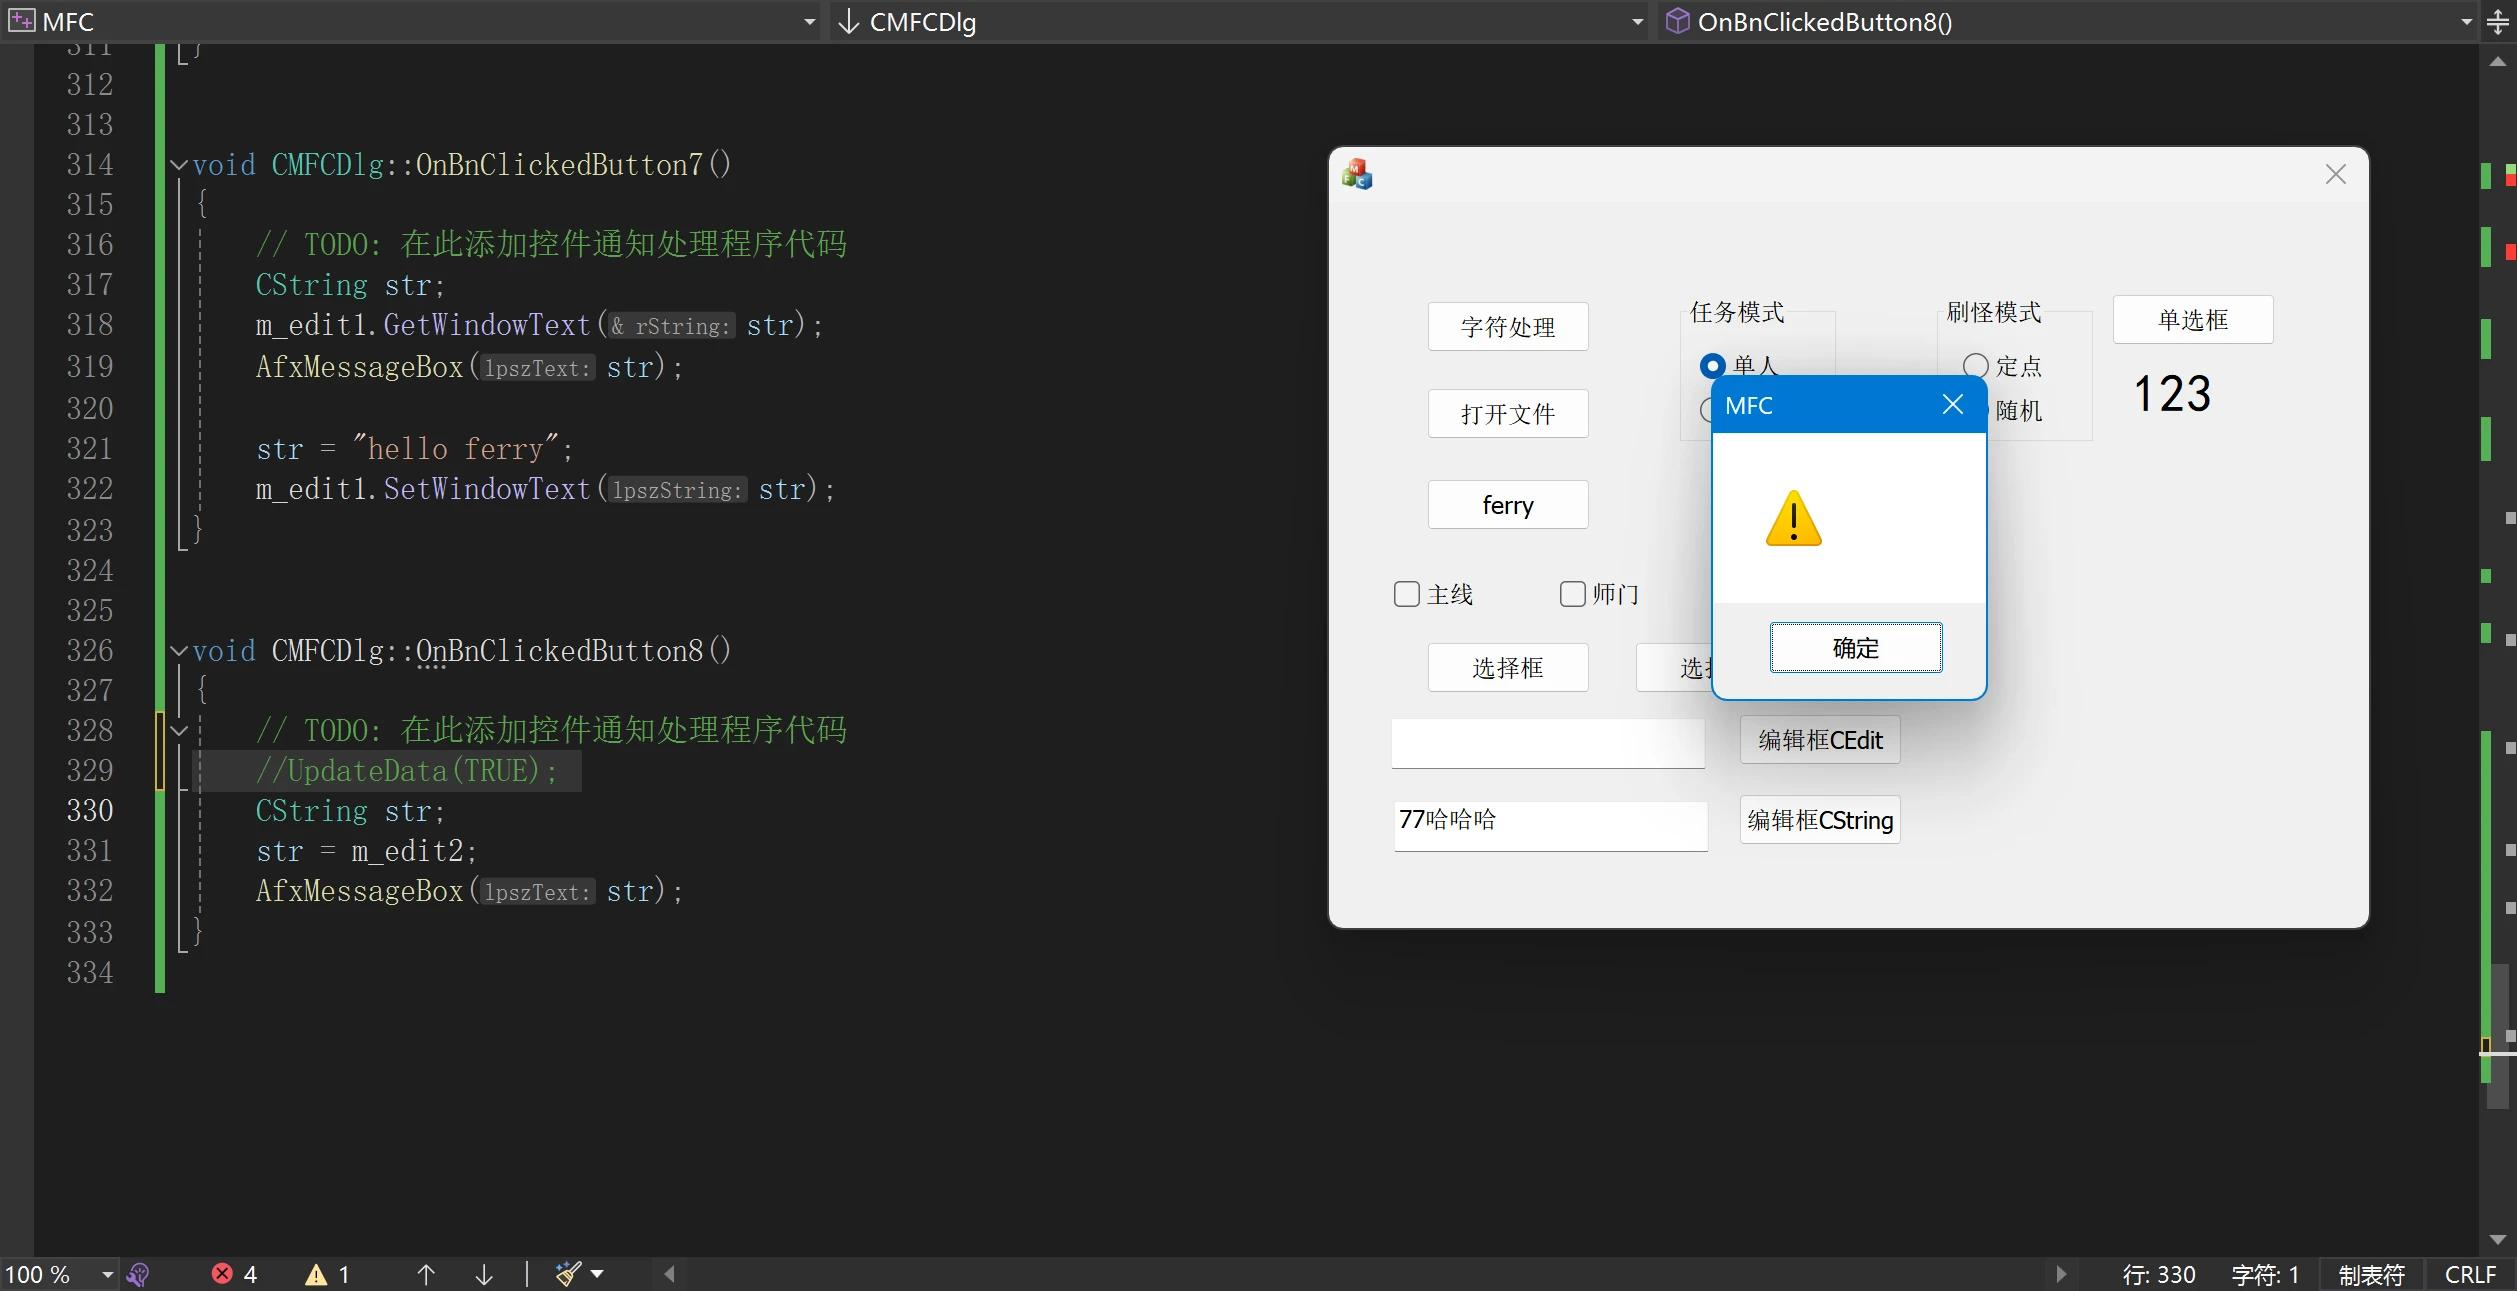 MFC
CMFCDlg
OnBnClickedButton8()
311 }
312
313
314 void CMFCDlg::OnBnClickedButton7()
315 {
316 // TODO: 在此添加控件通知处理程序代码
317 CString str;
318 m_edit1.GetWindowText(& rString: str);
319 AfxMessageBox(lpszText: str);
320
321 str = "hello ferry";
322 m_edit1.SetWindowText(lpszString: str);
323 }
324
325
326 void CMFCDlg::OnBnClickedButton8()
327 {
328 // TODO: 在此添加控件通知处理程序代码
329 //UpdateData(TRUE);
330 CString str;
331 str = m_edit2;
332 AfxMessageBox(lpszText: str);
333 }
334
字符处理
任务模式
刷怪模式
单选框
单人
定点
123
打开文件
随机
MFC
ferry
主线
师门
确定
选择框
编辑框CEdit
77哈哈哈
编辑框CString
100 %
4
1
行: 330
字符: 1
制表符
CRLF